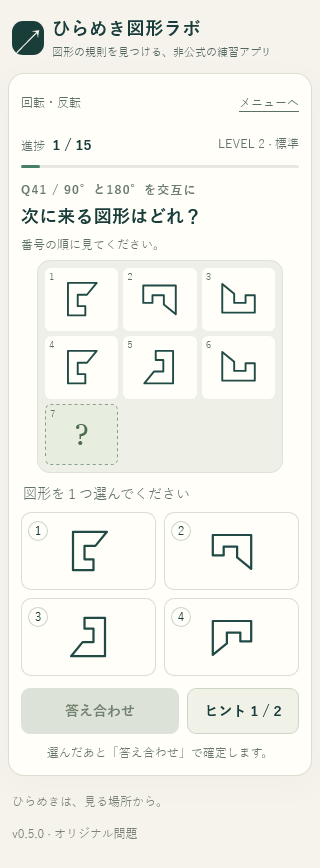 ひらめき図形ラボ
図形の規則を見つける、非公式の練習アプリ
回転・反転
メニューへ
進捗 1 / 15
LEVEL 2・標準
Q41 / 90°と180°を交互に
次に来る図形はどれ？
番号の順に見てください。
1
2
3
4
5
6
7
?
図形を1つ選んでください
1
2
3
4
答え合わせ
ヒント 1 / 2
選んだあと「答え合わせ」で確定します。
ひらめきは、見る場所から。
v0.5.0・オリジナル問題